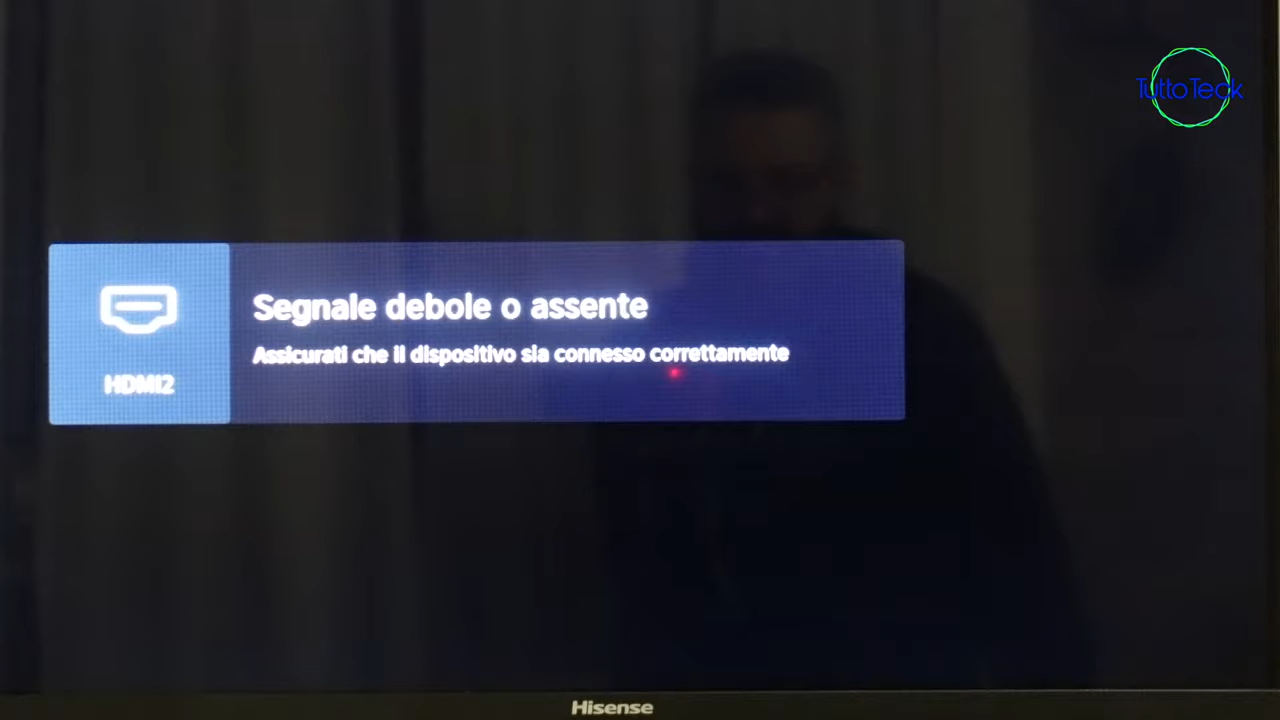 TuttoTeck
Segnale debole o assente
Assicurati che il dispositivo sia connesso correttamente
HDMI2
Hisense